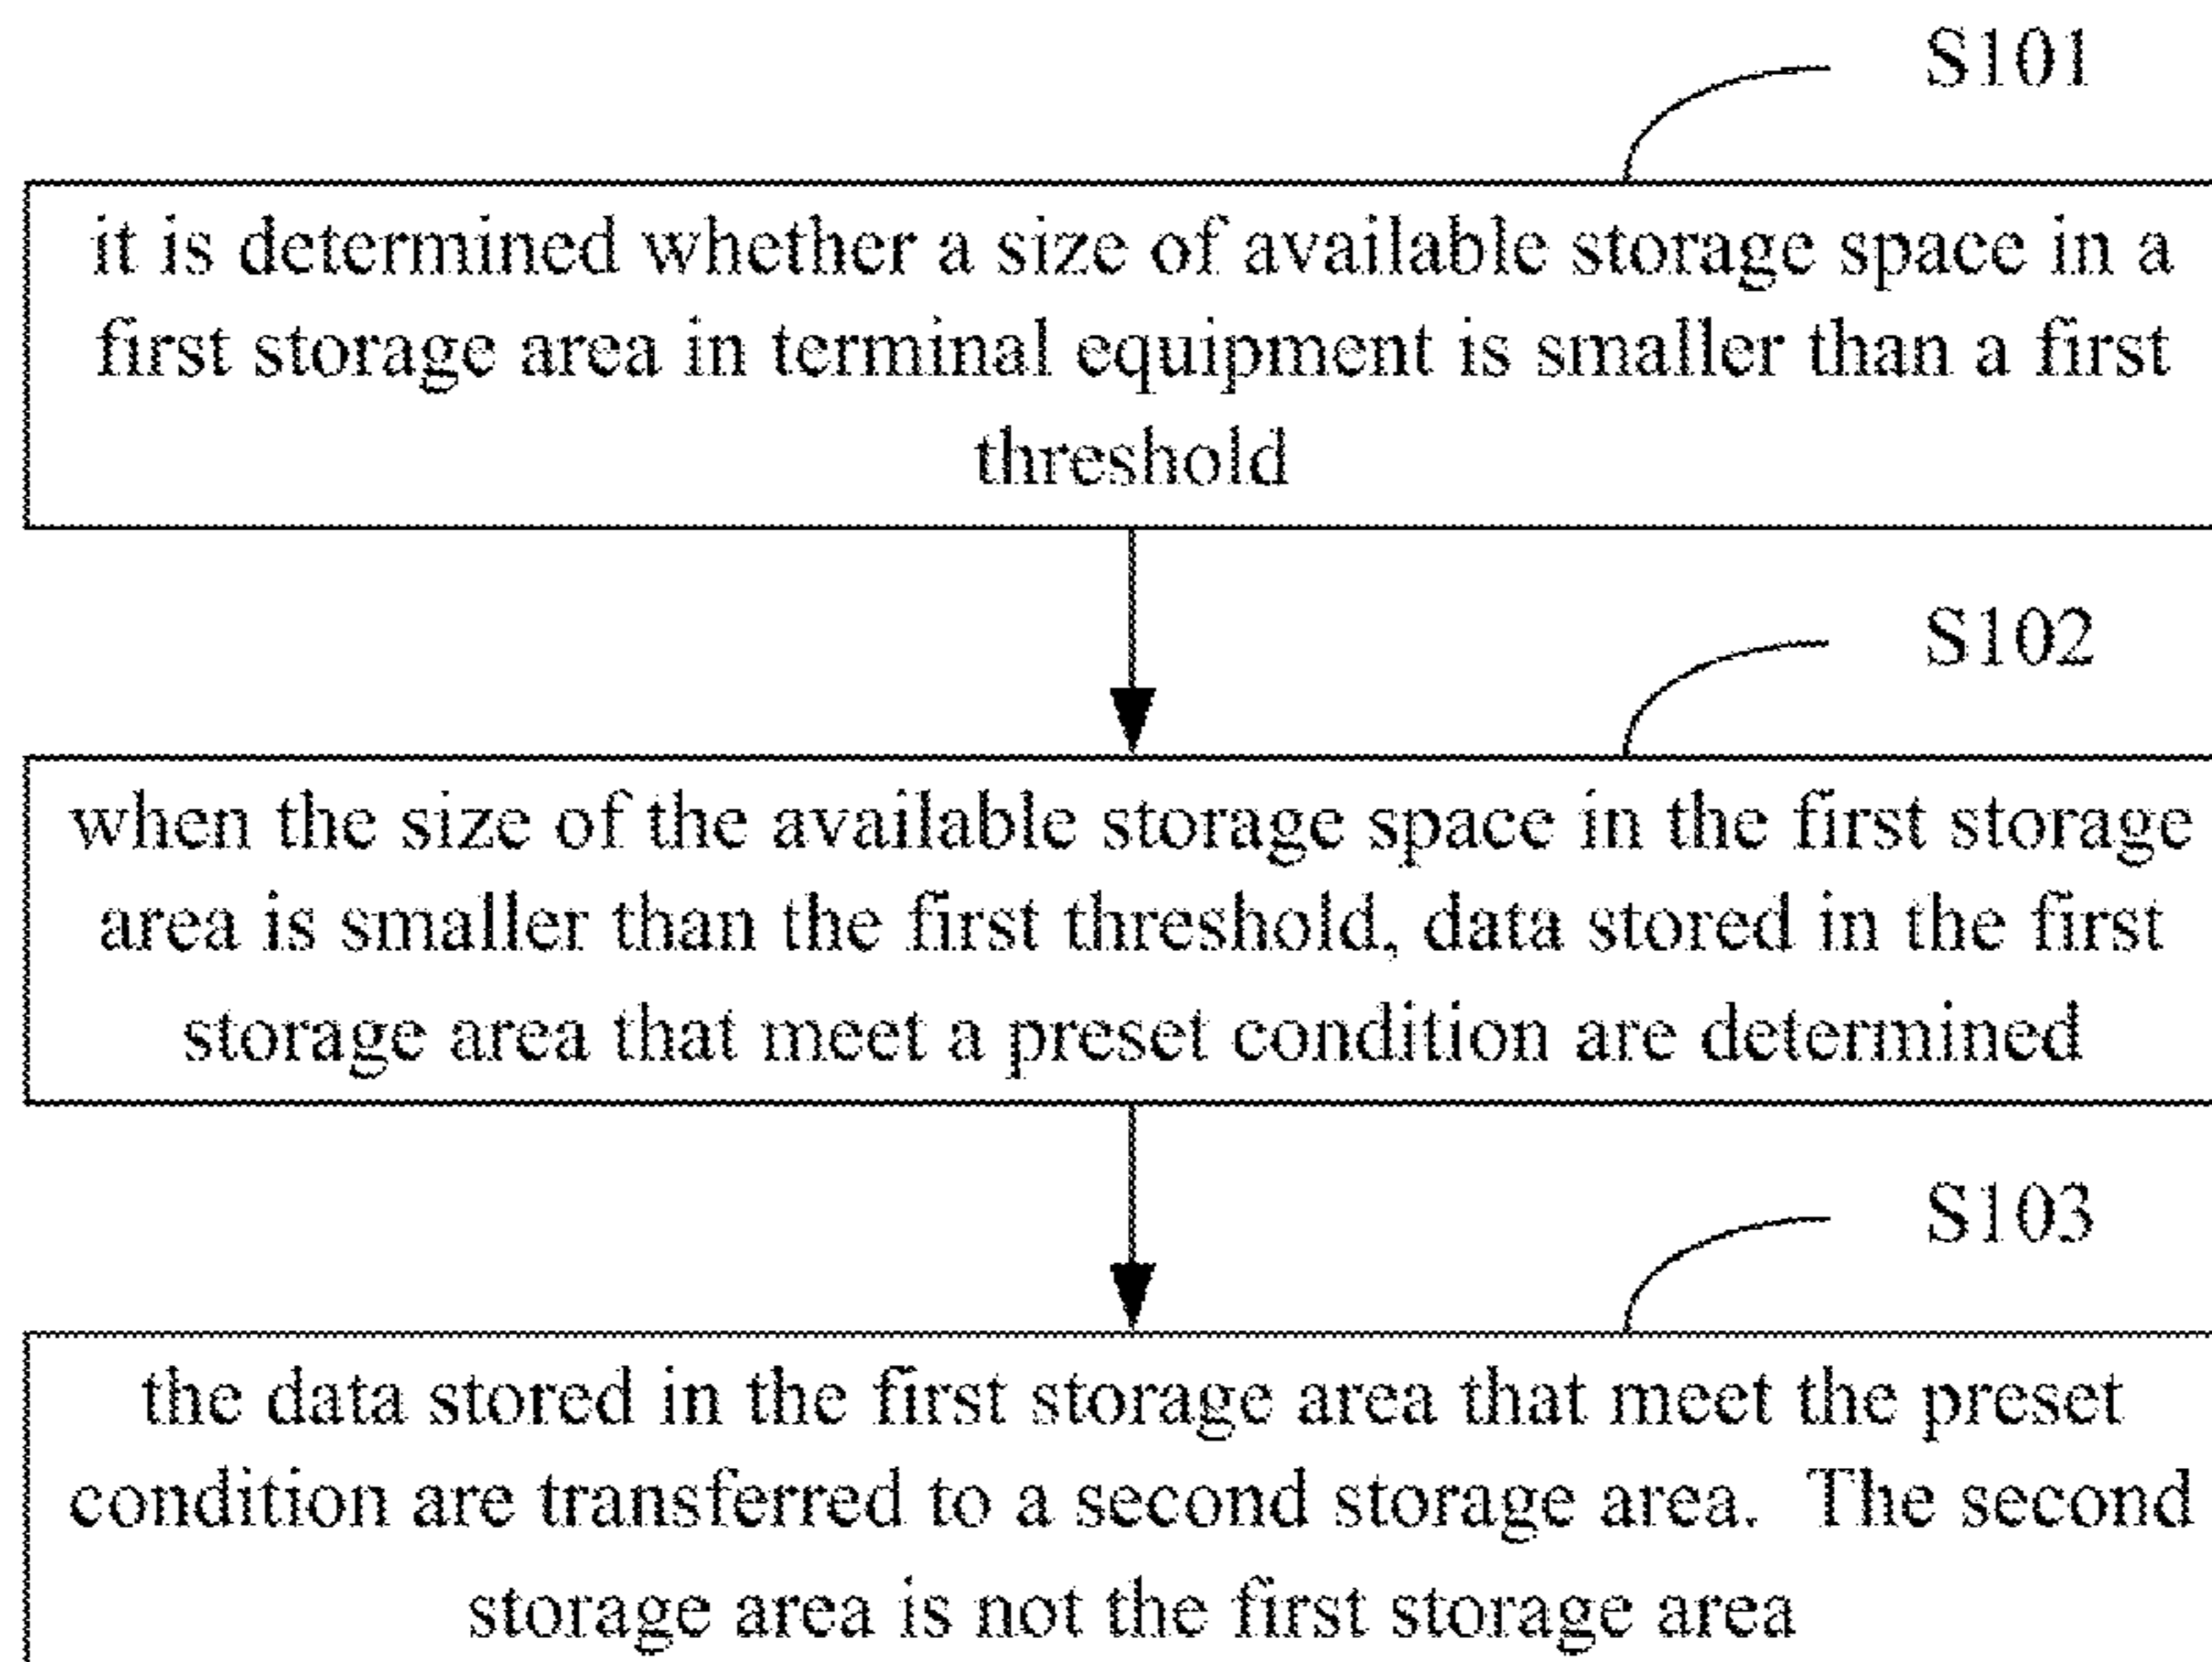 S101
it is determined whether a size of available storage space in a
first storage area in terminal equipment is smaller than a first
threshold
S102
when the size of the available storage space in the first storage
area is smaller than the first threshold, data stored in the first
storage area that meet a preset condition are determined
S103
the data stored in the first storage area that meet the preset
condition are transferred to a second storage area.  The second
storage area is not the first storage area